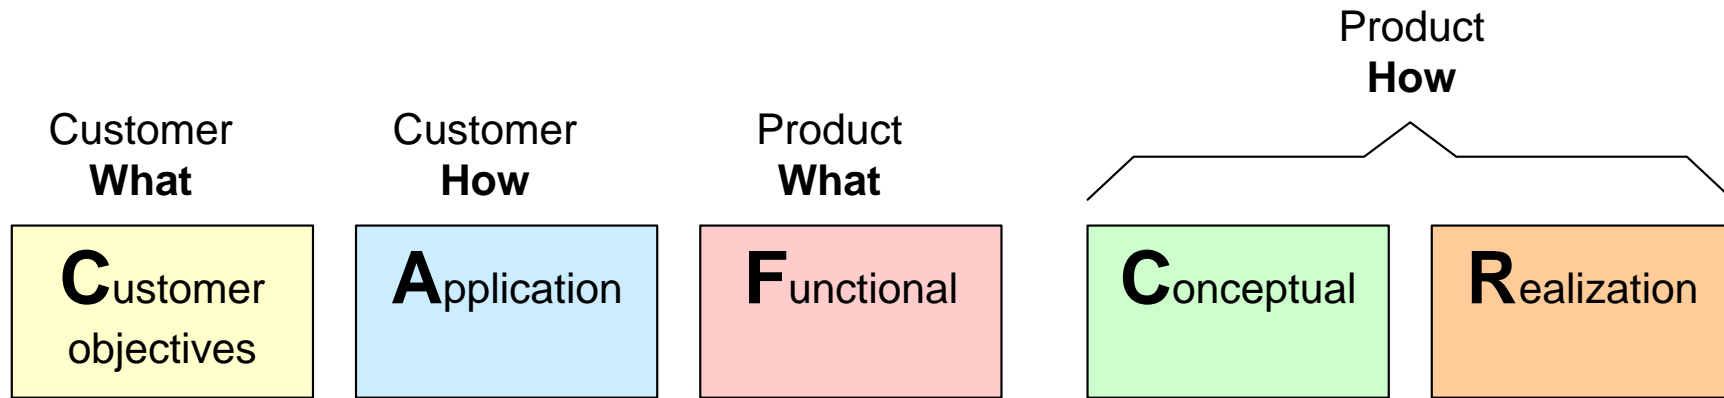 Product
How
Customer
What
Customer
How
Product
What
Customer
objectives
Application
Functional
Conceptual
Realization